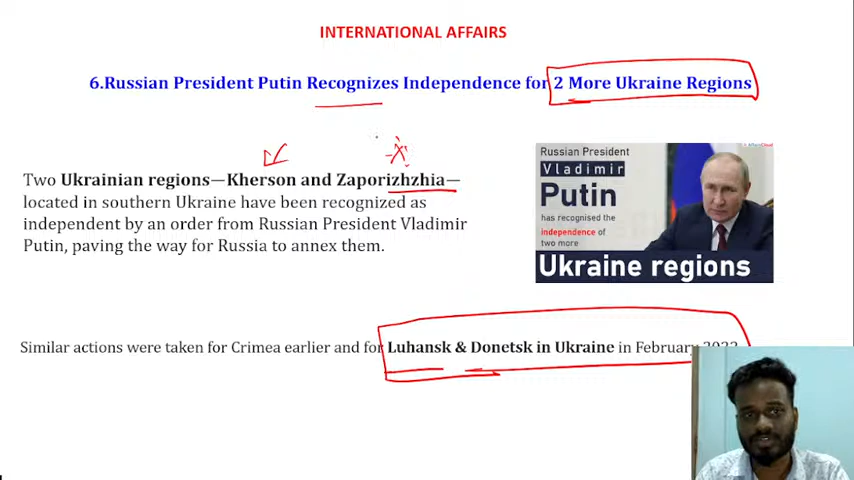 INTERNATIONAL AFFAIRS
6.Russian President Putin Recognizes Independence for 2 More Ukraine Regions
Two Ukrainian regions—Kherson and Zaporizhzhia—
located in southern Ukraine have been recognized as
independent by an order from Russian President Vladimir
Putin, paving the way for Russia to annex them.
Russian President
Vladimir
Putin
has recognised the
independence of
two more
Ukraine regions
Similar actions were taken for Crimea earlier and for Luhansk & Donetsk in Ukraine in February